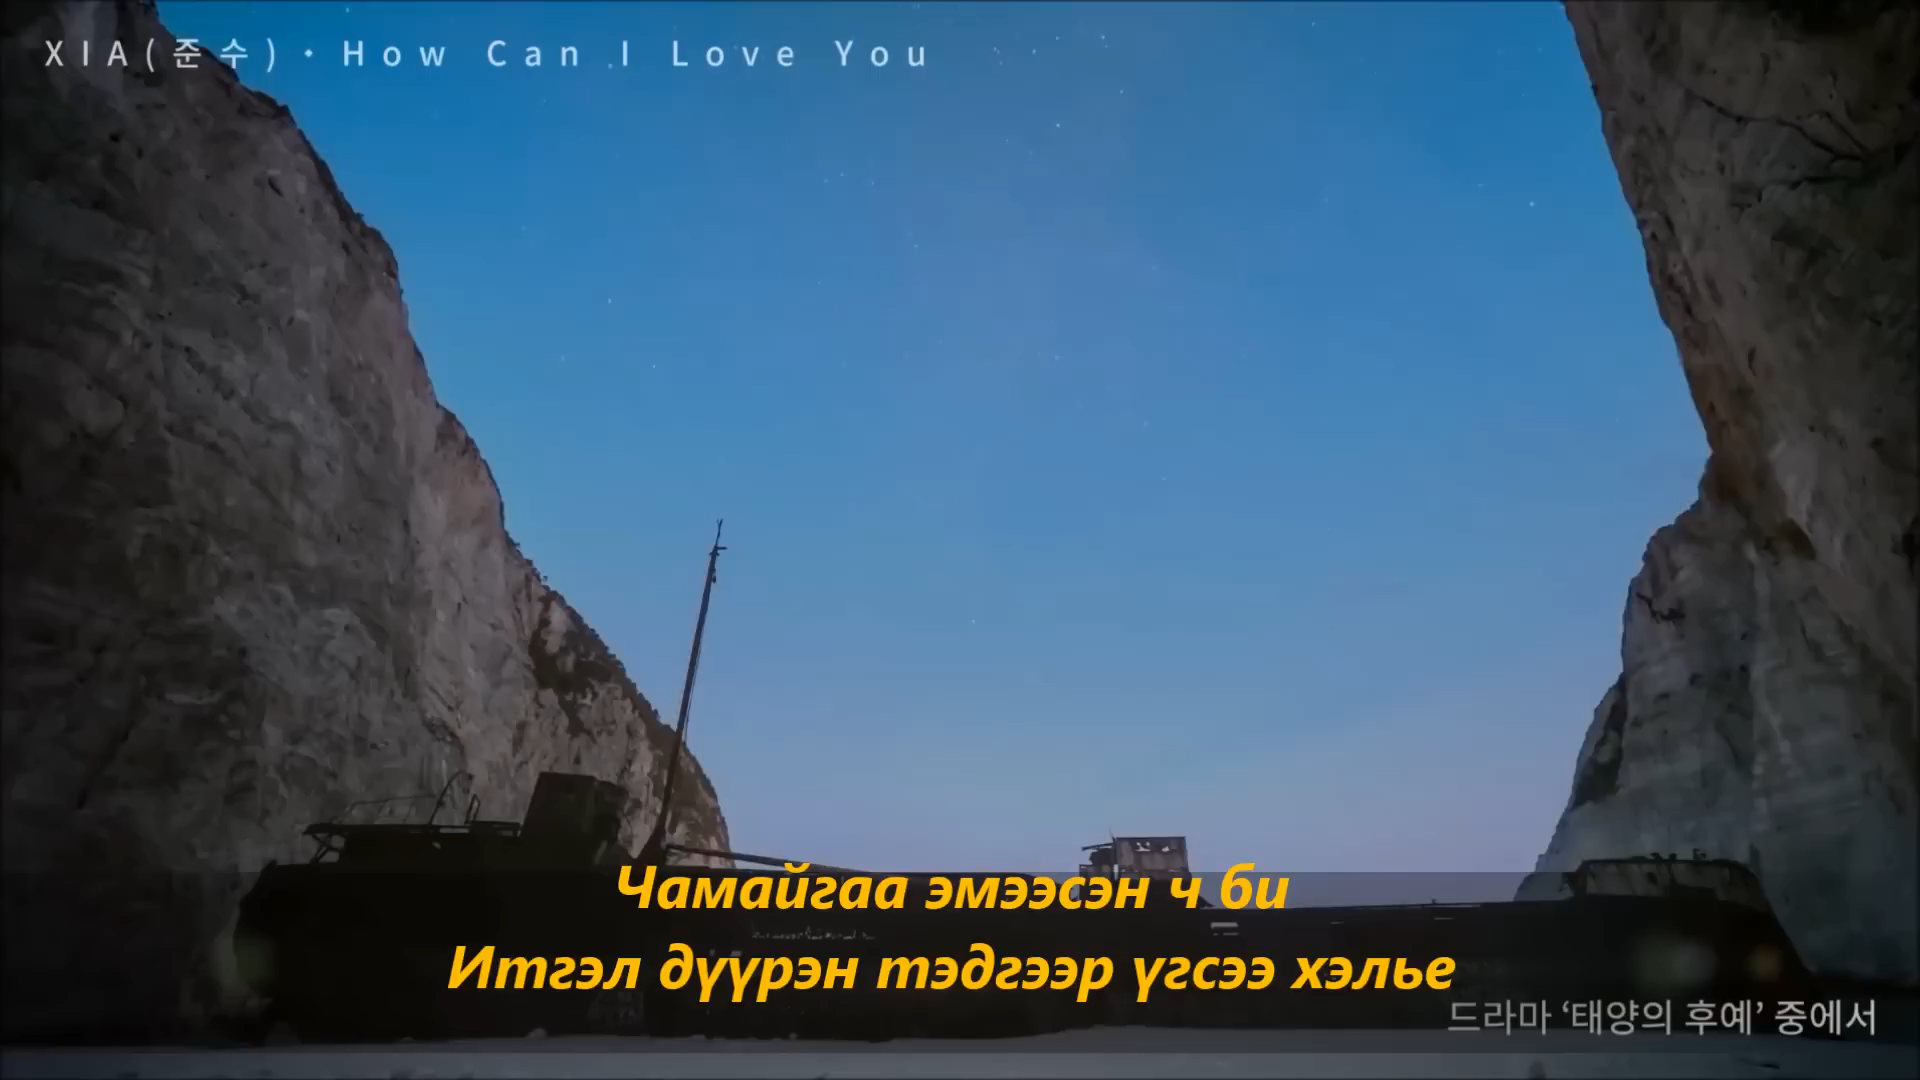 XIA(준수)・How Can I Love You
Чамайгаа эмээсэн ч би
Итгэл дүүрэн тэдгээр үгсээ хэлье
드라마 ‘태양의 후예’ 중에서